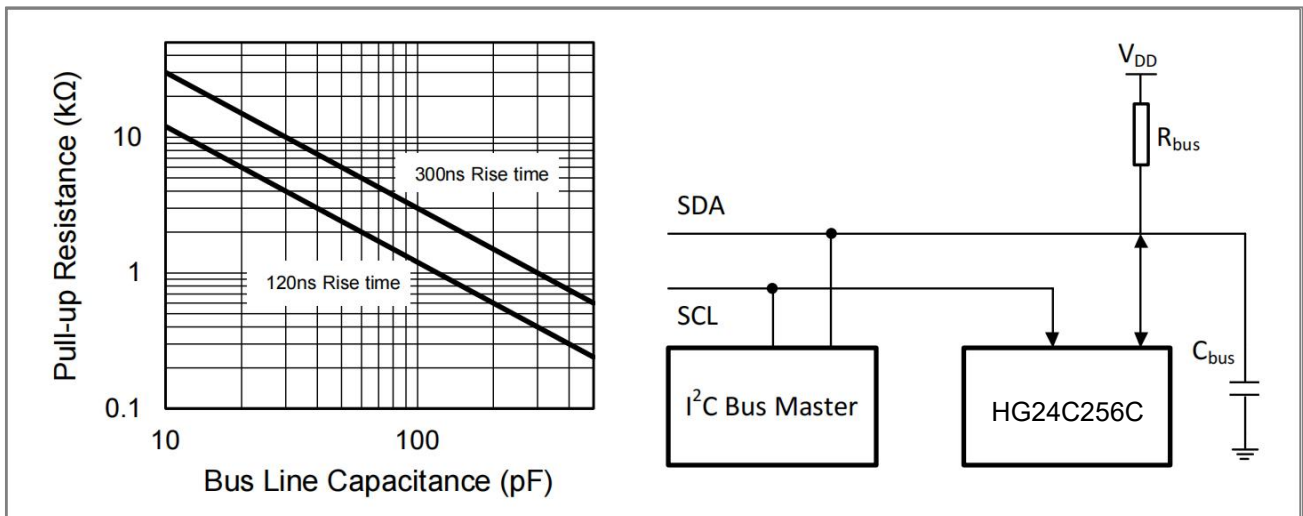 Pull-up Resistance (kΩ)
10
1
0.1
300ns Rise time
120ns Rise time
10
100
Bus Line Capacitance (pF)
VDD
Rbus
SDA
SCL
Cbus
I²C Bus Master
HG24C256C